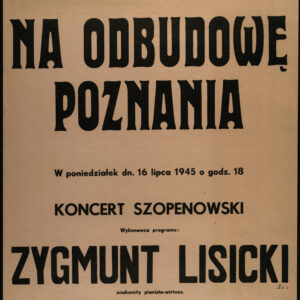 NA ODBUDOWĘ
POZNANIA
W poniedziałek dn. 16 lipca 1945 o godz. 18
KONCERT SZOPENOWSKI
Wykonawca programu:
ZYGMUNT LISICKI
znakomity pianista-wirtuoz.